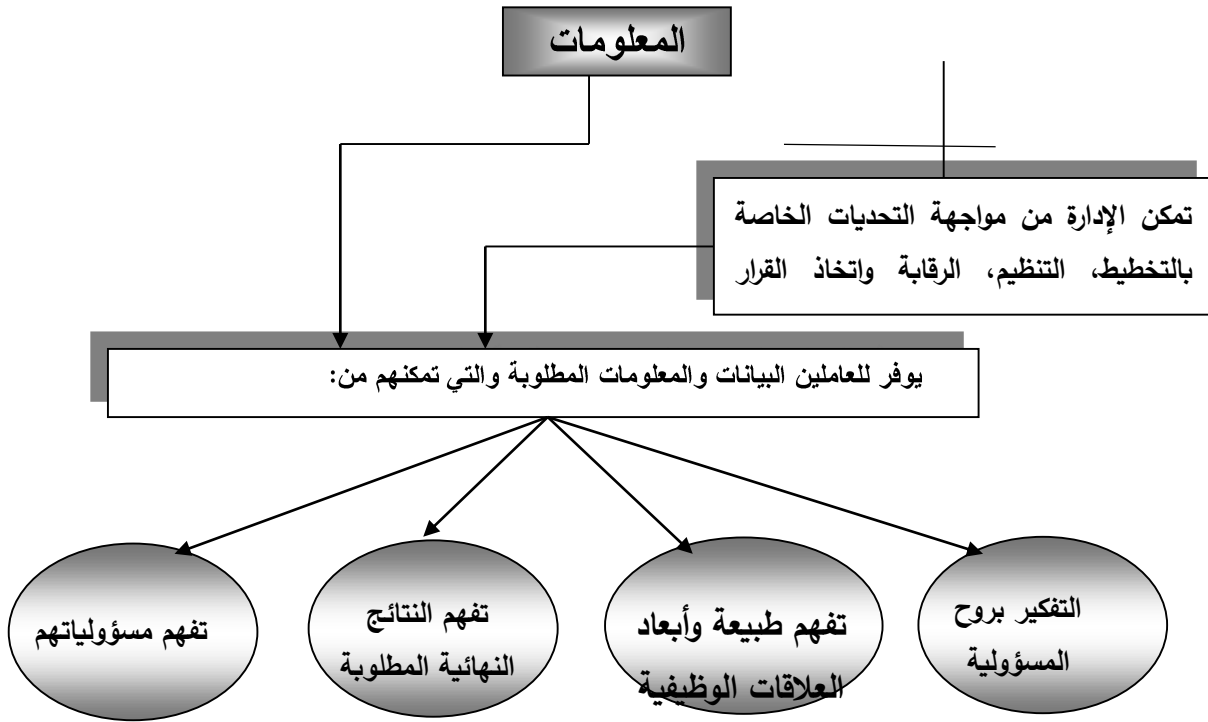 المعلومات
تمكن الإدارة من مواجهة التحديات الخاصة
بالتخطيط، التنظيم، الرقابة واتخاذ القرار
يوفر للعاملين البيانات والمعلومات المطلوبة والتي تمكنهم من:
التفكير بروح
المسؤولية
تفهم طبيعة وأبعاد
العلاقات الوظيفية
تفهم النتائج
النهائية المطلوبة
تفهم مسؤولياتهم